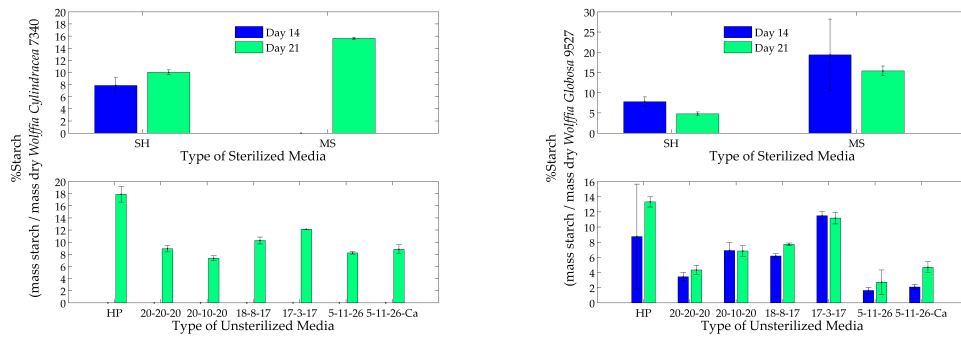 %Starch
(mass starch / mass dry Wolffia Cylindracea 7340
20
18
16
14
12
10
8
6
4
2
0
Day 14
Day 21
SH MS
Type of Sterilized Media
20
18
16
14
12
10
8
6
4
2
0
HP 20-20-20 20-10-20 18-8-17 17-3-17 5-11-26 5-11-26-Ca
Type of Unsterilized Media
%Starch
(mass starch / mass dry Wolffia Globosa 9527
30
25
20
15
10
5
0
Day 14
Day 21
SH MS
Type of Sterilized Media
16
14
12
10
8
6
4
2
0
HP 20-20-20 20-10-20 18-8-17 17-3-17 5-11-26 5-11-26-Ca
Type of Unsterilized Media